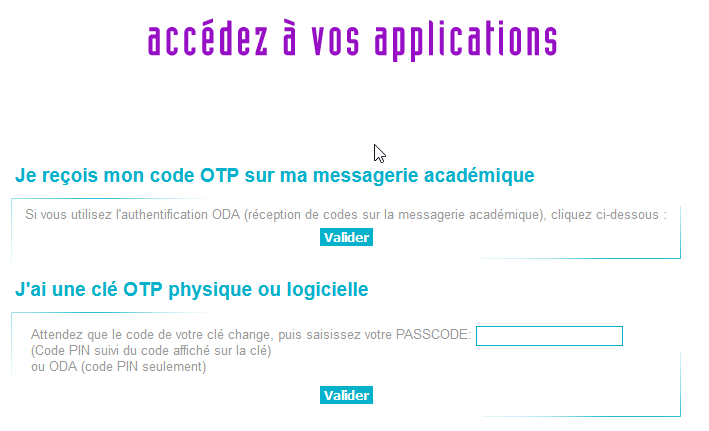 accédez à vos applications
Je reçois mon code OTP sur ma messagerie académique
Si vous utilisez l'authentification ODA (réception de codes sur la messagerie académique), cliquez ci-dessous :
Valider
J'ai une clé OTP physique ou logicielle
Attendez que le code de votre clé change, puis saisissez votre PASSCODE:
(Code PIN suivi du code affiché sur la clé)
ou ODA (code PIN seulement)
Valider